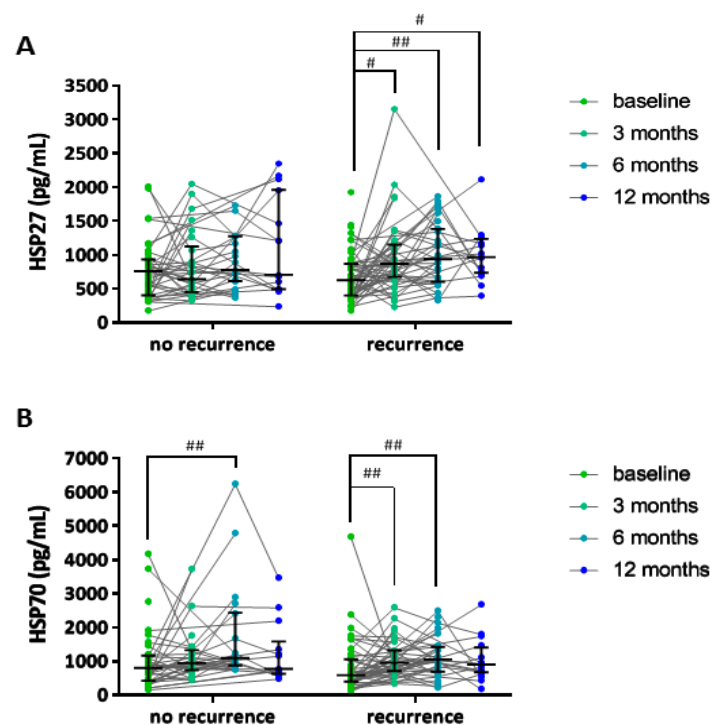 A
#
##
#
3500
3000
2500
2000
1500
1000
500
0
HSP27 (pg/mL)
no recurrence
recurrence
baseline
3 months
6 months
12 months
B
##
##
##
7000
6000
5000
4000
3000
2000
1000
0
HSP70 (pg/mL)
no recurrence
recurrence
baseline
3 months
6 months
12 months